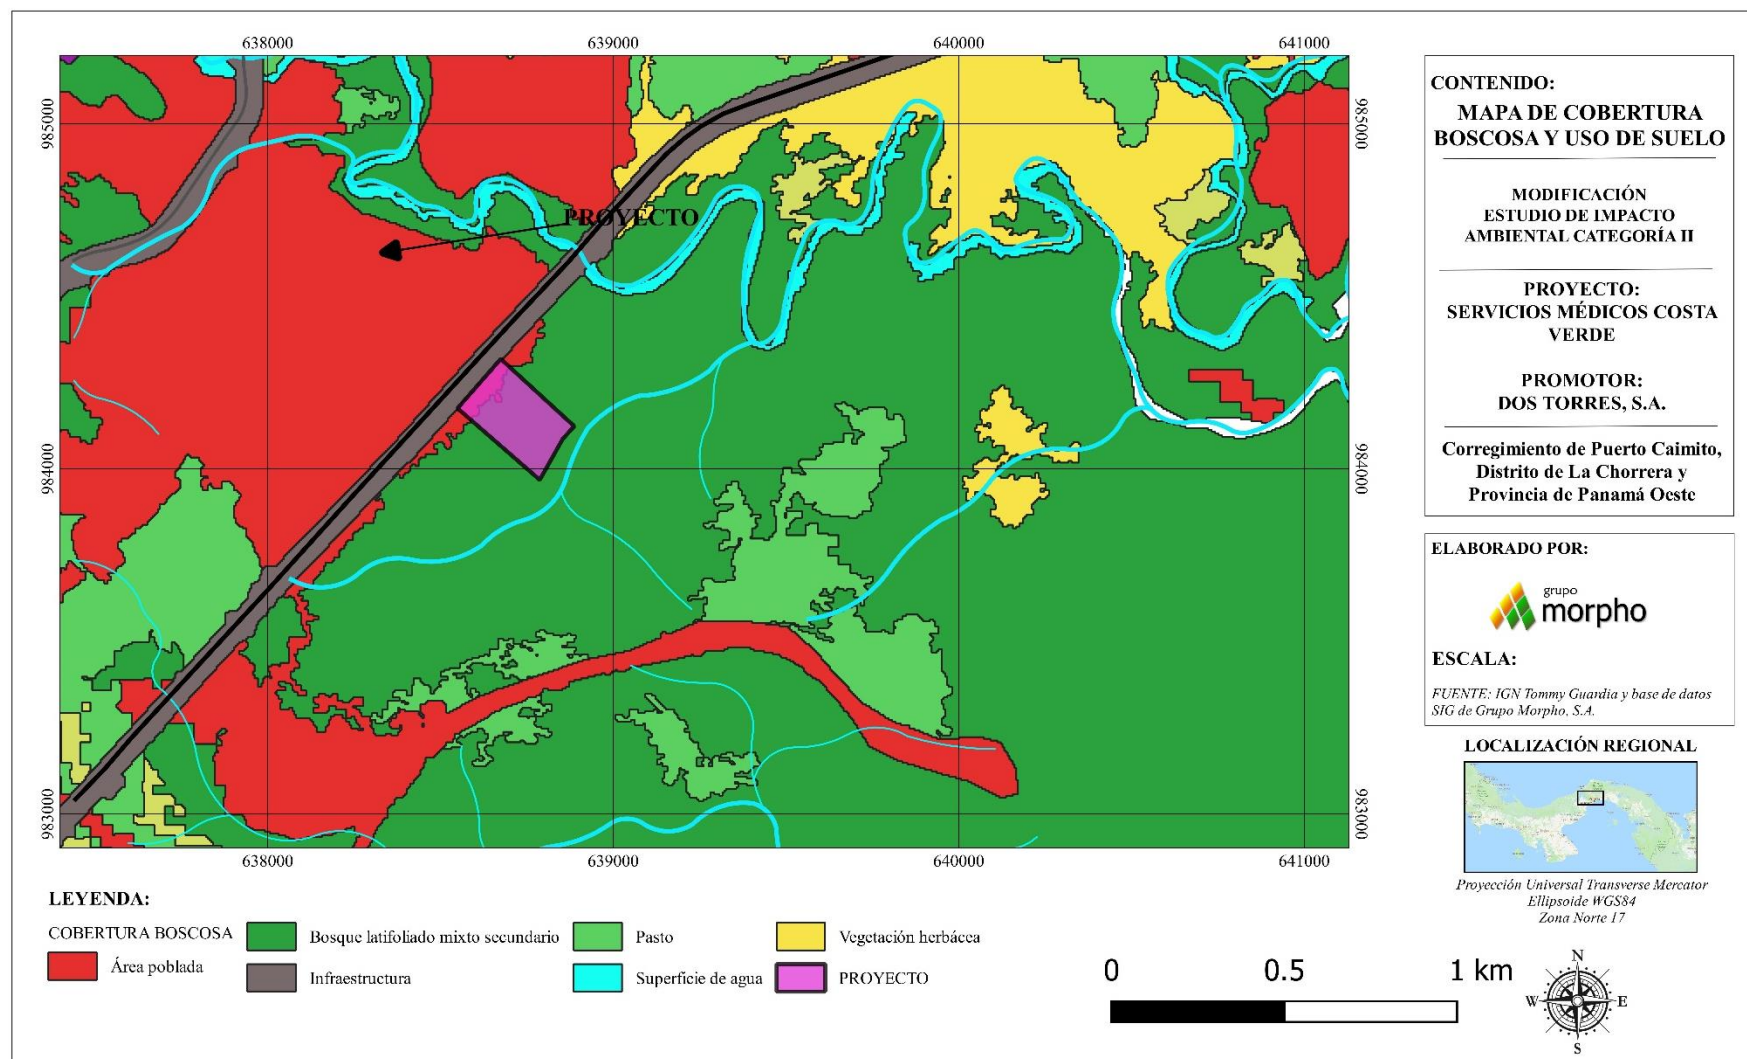 638000 639000 640000 641000
985000
984000
983000
PROYECTO
985000
984000
983000
638000 639000 640000 641000
LEYENDA:
COBERTURA BOSCOSA
Área poblada
Bosque latifoliado mixto secundario
Infraestructura
Pasto
Superficie de agua
Vegetación herbácea
PROYECTO
0 0.5 1 km
CONTENIDO:
MAPA DE COBERTURA
BOSCOSA Y USO DE SUELO
MODIFICACIÓN
ESTUDIO DE IMPACTO
AMBIENTAL CATEGORÍA II
PROYECTO:
SERVICIOS MÉDICOS COSTA
VERDE
PROMOTOR:
DOS TORRES, S.A.
Corregimiento de Puerto Caimito,
Distrito de La Chorrera y
Provincia de Panamá Oeste
ELABORADO POR:
grupo
morpho
ESCALA:
FUENTE: IGN Tommy Guardia y base de datos
SIG de Grupo Morpho, S.A.
LOCALIZACIÓN REGIONAL
Proyección Universal Transverse Mercator
Ellipsoide WGS84
Zona Norte 17
N
W E
S